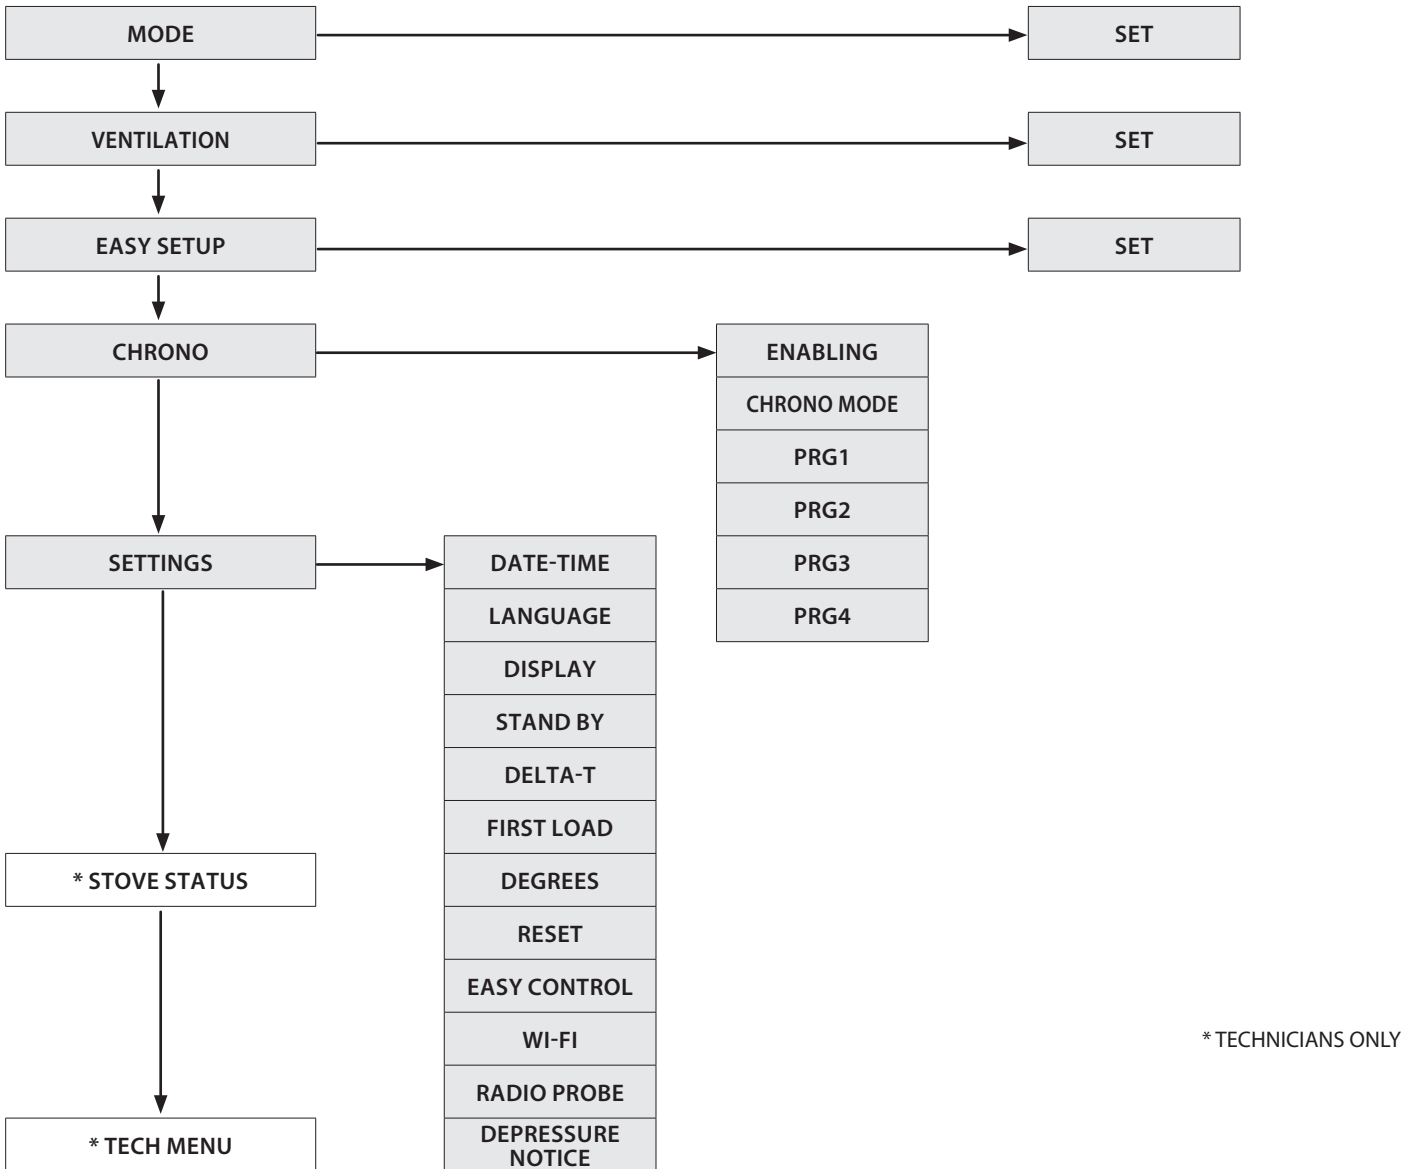 MODE
SET
VENTILATION
SET
EASY SETUP
SET
CHRONO
ENABLING
CHRONO MODE
PRG1
PRG2
PRG3
PRG4
SETTINGS
DATE-TIME
LANGUAGE
DISPLAY
STAND BY
DELTA-T
FIRST LOAD
DEGREES
RESET
EASY CONTROL
WI-FI
RADIO PROBE
DEPRESSURE
NOTICE
* STOVE STATUS
* TECH MENU
* TECHNICIANS ONLY